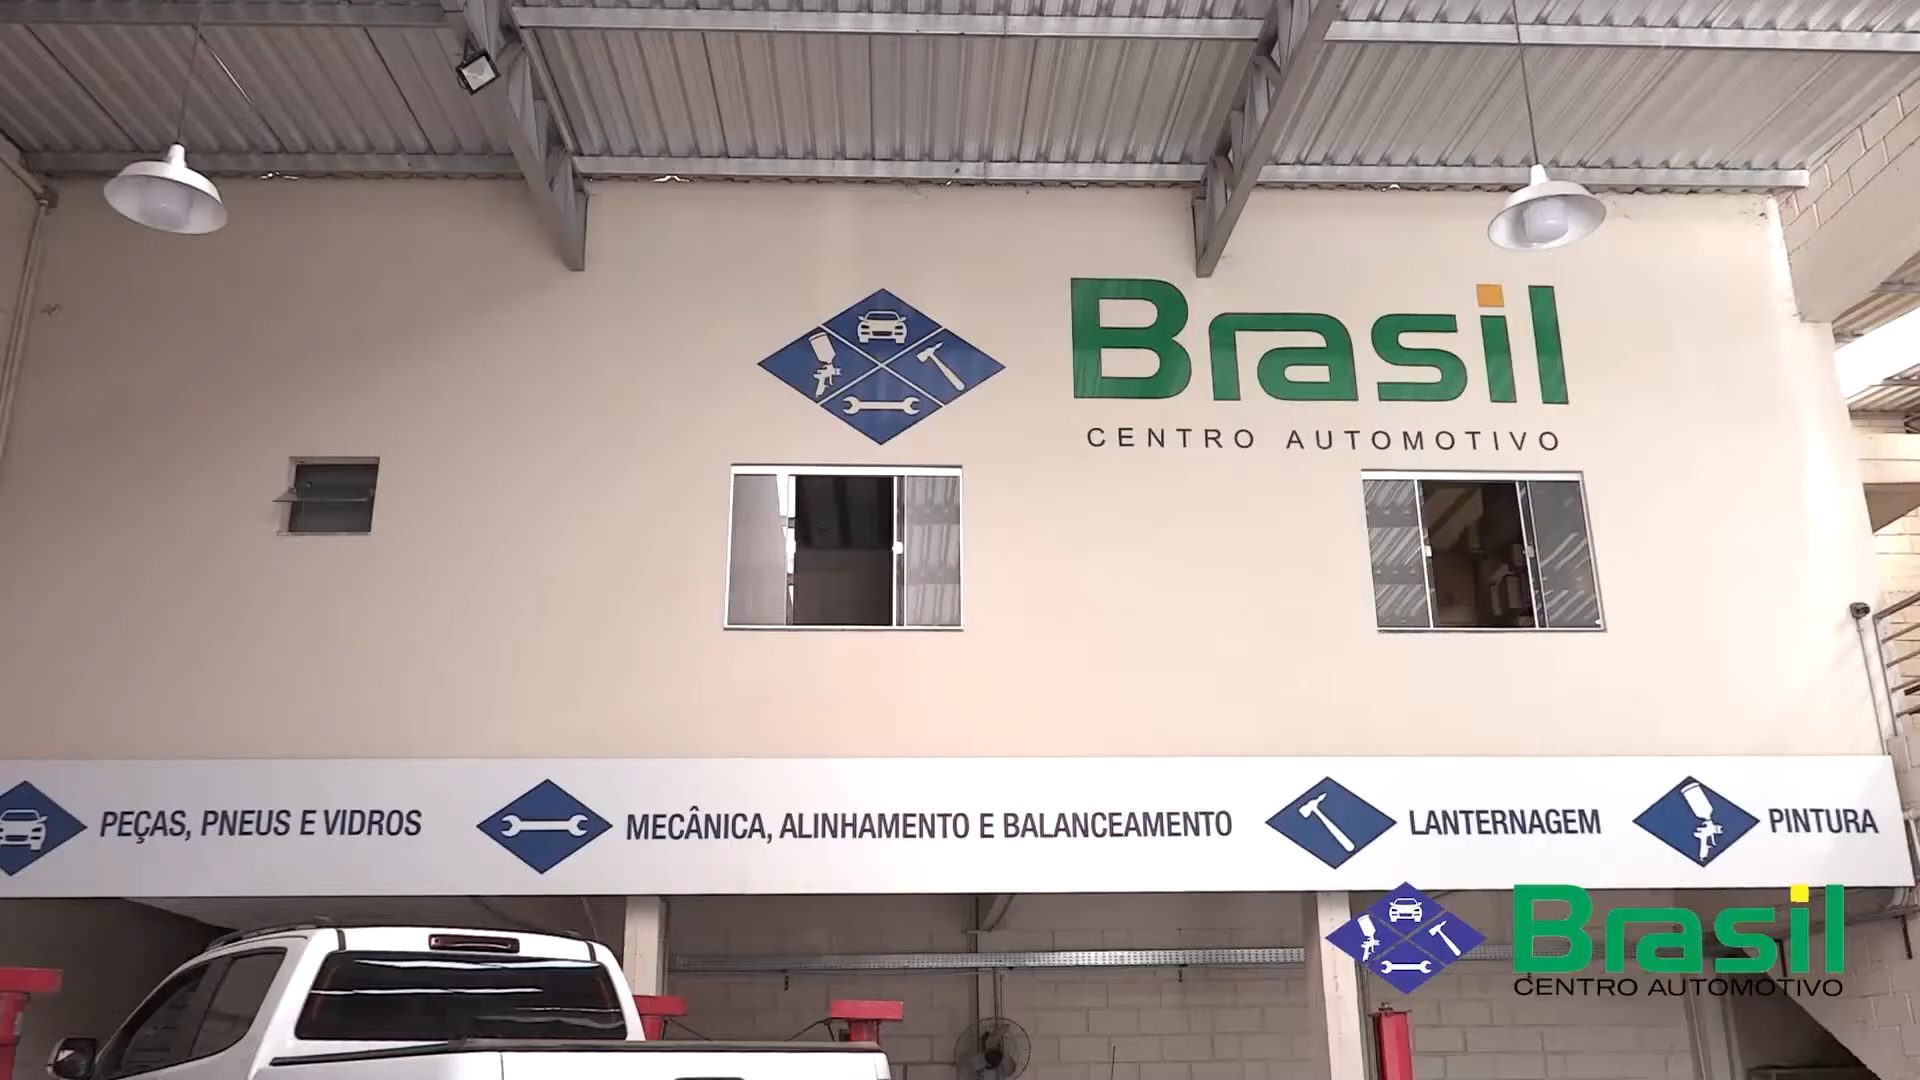 Brasil
CENTRO AUTOMOTIVO
PEÇAS, PNEUS E VIDROS
MECÂNICA, ALINHAMENTO E BALANCEAMENTO
LANTERNAGEM
PINTURA
Brasil
CENTRO AUTOMOTIVO